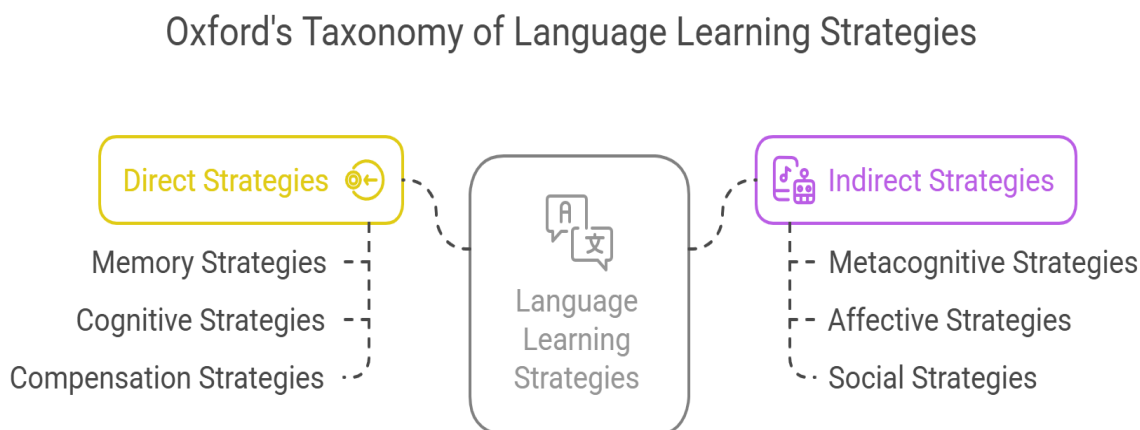 Oxford's Taxonomy of Language Learning Strategies
Direct Strategies
Memory Strategies
Cognitive Strategies
Compensation Strategies
A
文
Language
Learning
Strategies
Indirect Strategies
Metacognitive Strategies
Affective Strategies
Social Strategies